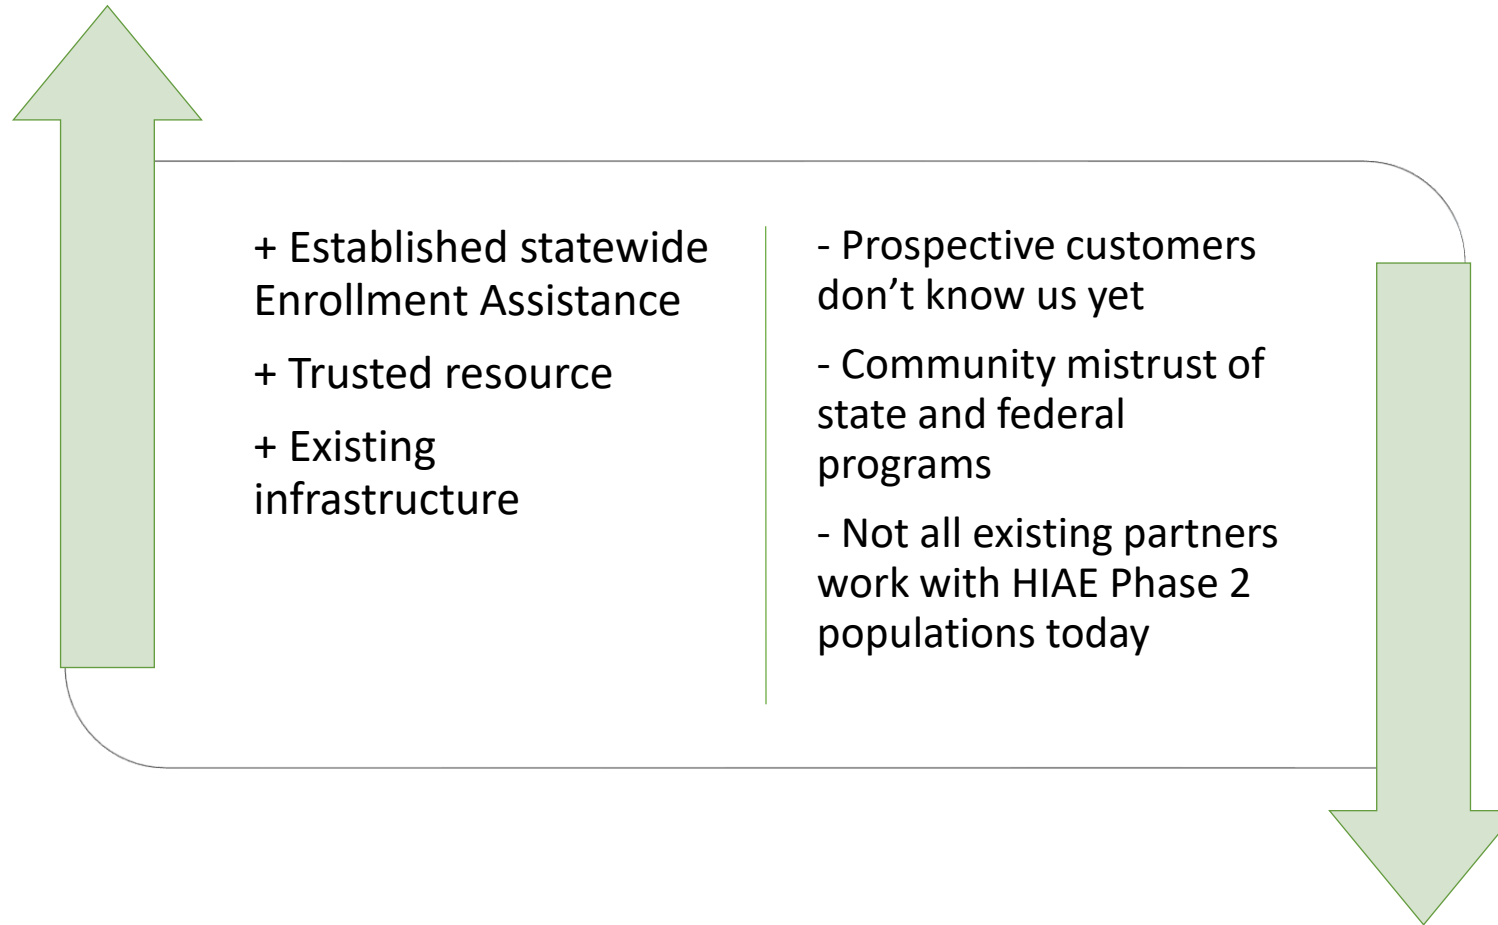 + Established statewide
Enrollment Assistance
+ Trusted resource
+ Existing
infrastructure
- Prospective customers
don’t know us yet
- Community mistrust of
state and federal
programs
- Not all existing partners
work with HIAE Phase 2
populations today